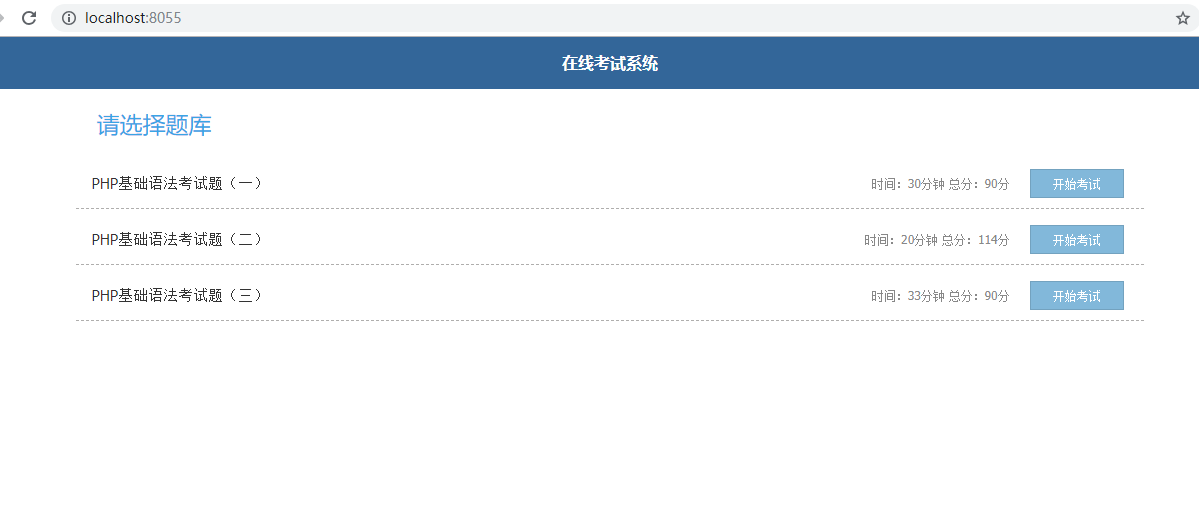 localhost:8055
在线考试系统
请选择题库
PHP基础语法考试题（一） 时间：30分钟 总分：90分 开始考试
PHP基础语法考试题（二） 时间：20分钟 总分：114分 开始考试
PHP基础语法考试题（三） 时间：33分钟 总分：90分 开始考试